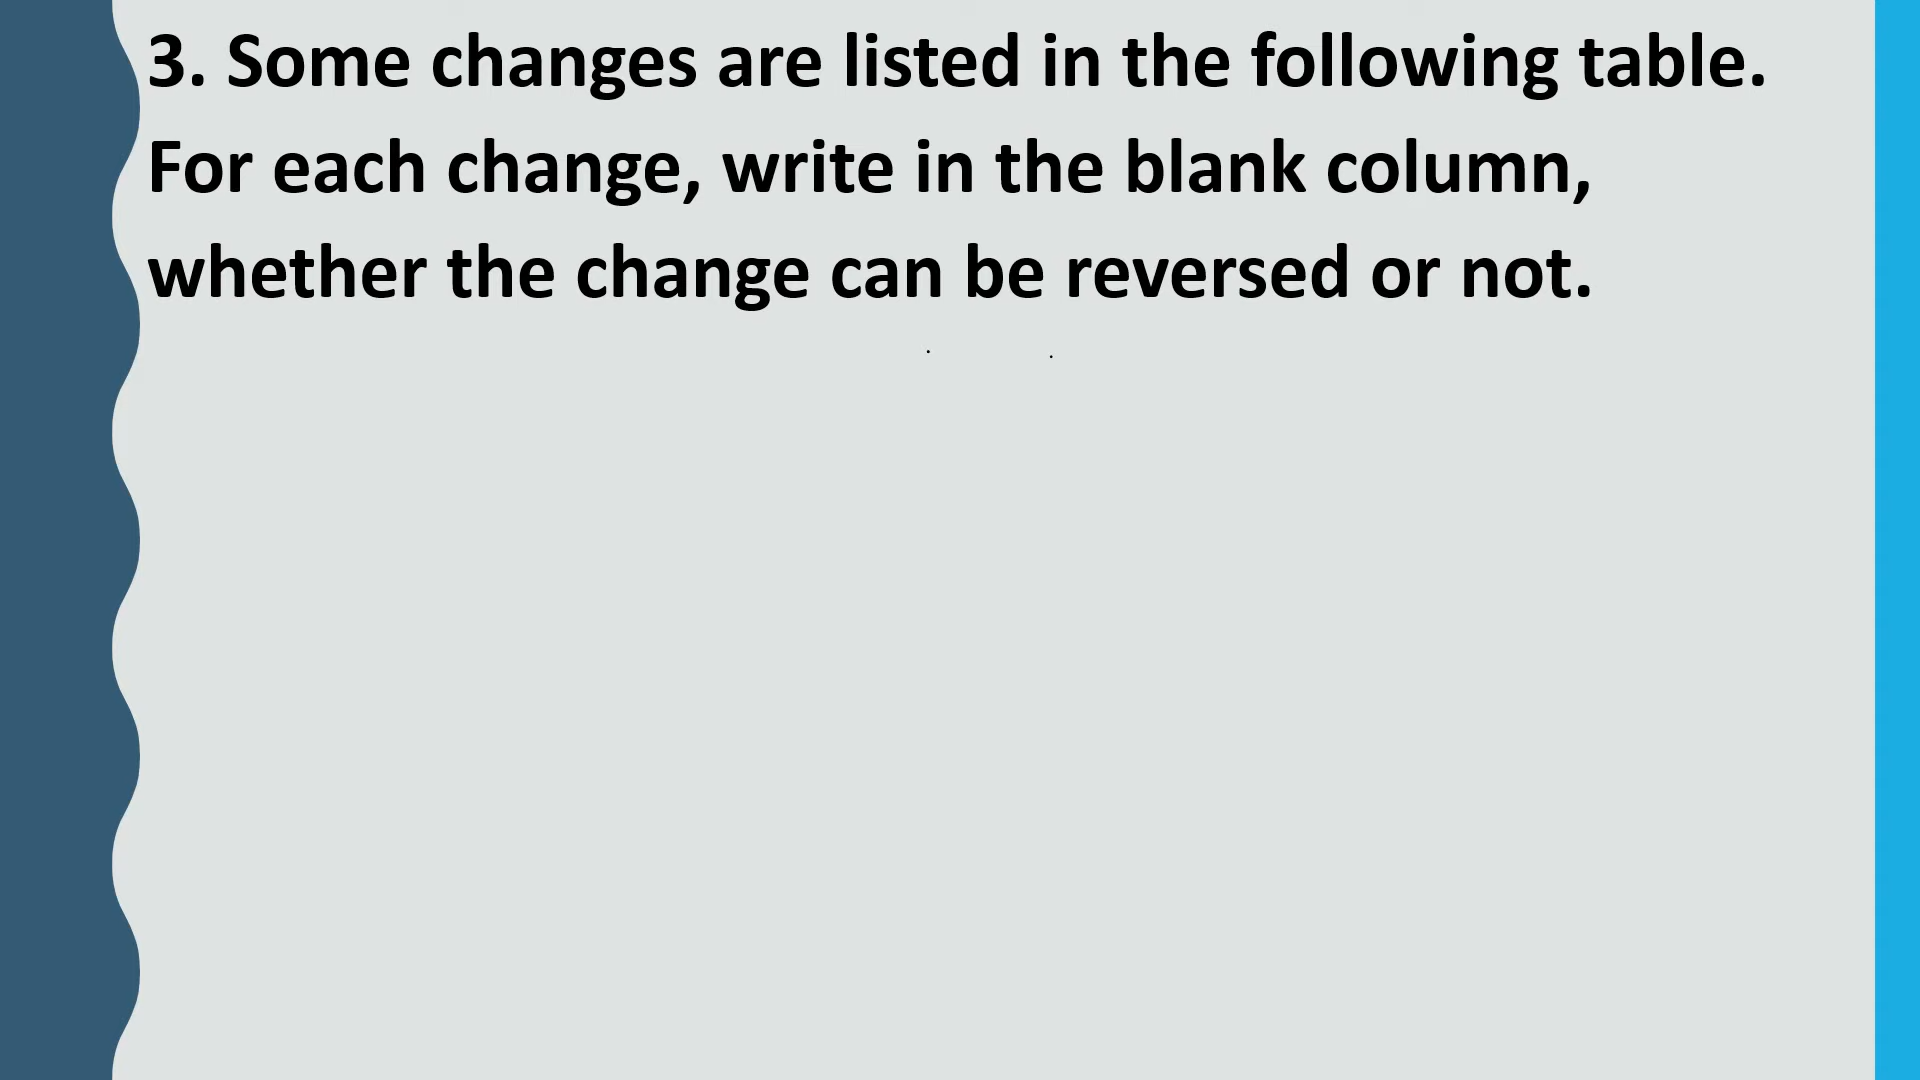 3. Some changes are listed in the following table.
For each change, write in the blank column,
whether the change can be reversed or not.